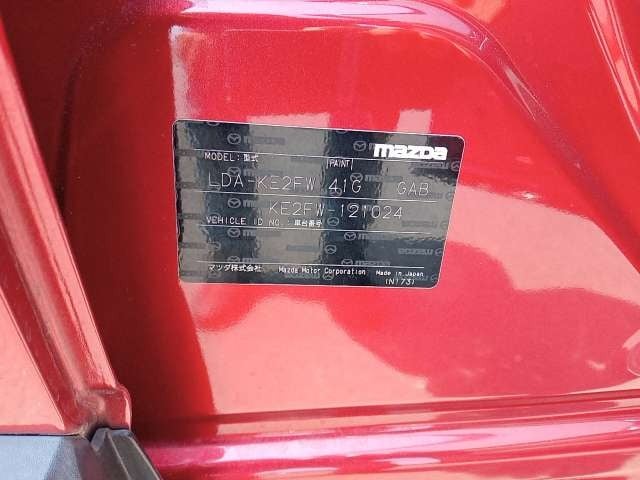 mazda
MODEL:型式 (PAINT)
LDA-KE2FW 41G GAB
KE2FW-121024
VEHICLE ID NO.:車台番号
マツダ株式会社 Mazda Motor Corporation Made in Japan
(N173)